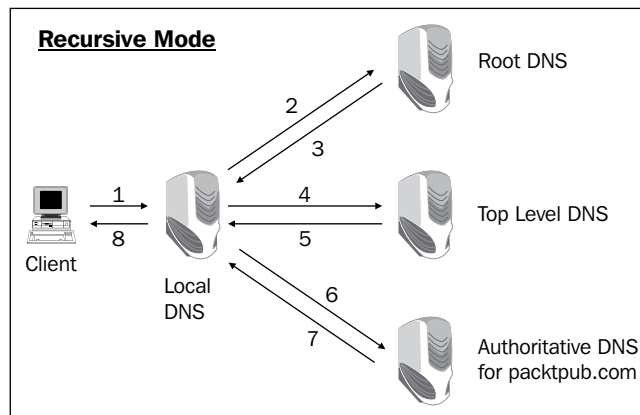 Recursive Mode
Root DNS
2
3
1
4
Top Level DNS
8
5
Client
Local
DNS
6
7
Authoritative DNS
for packtpub.com